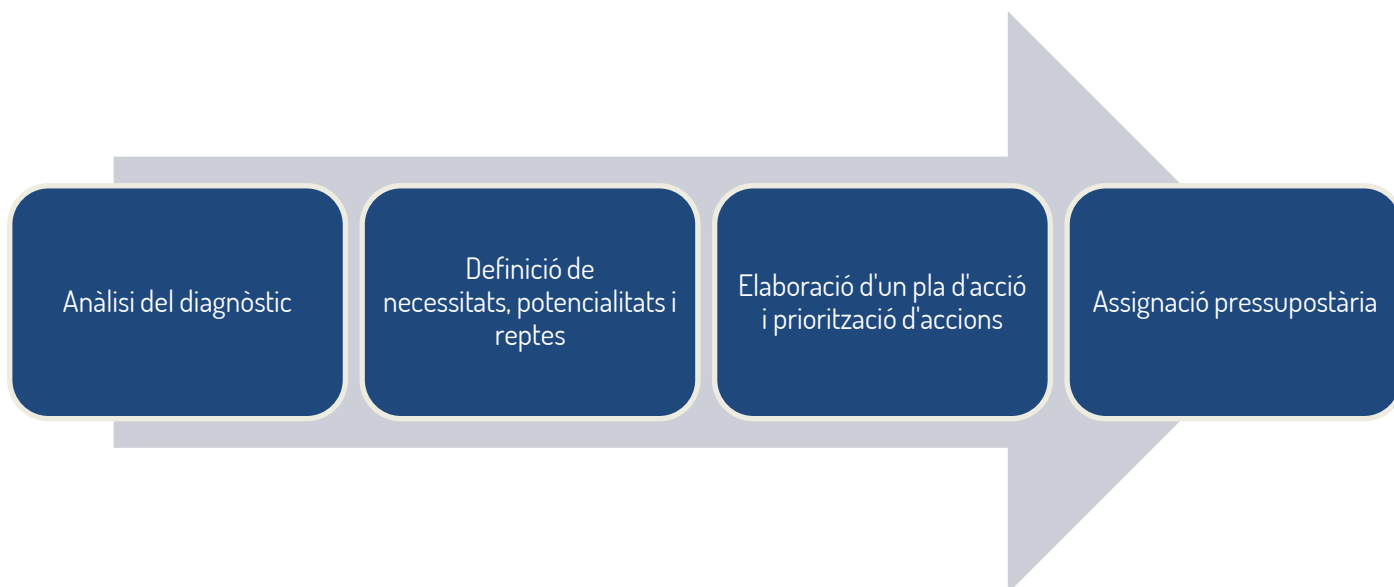 Anàlisi del diagnòstic
Definició de
necessitats, potencialitats i
reptes
Elaboració d'un pla d'acció
i priorització d'accions
Assignació pressupostària